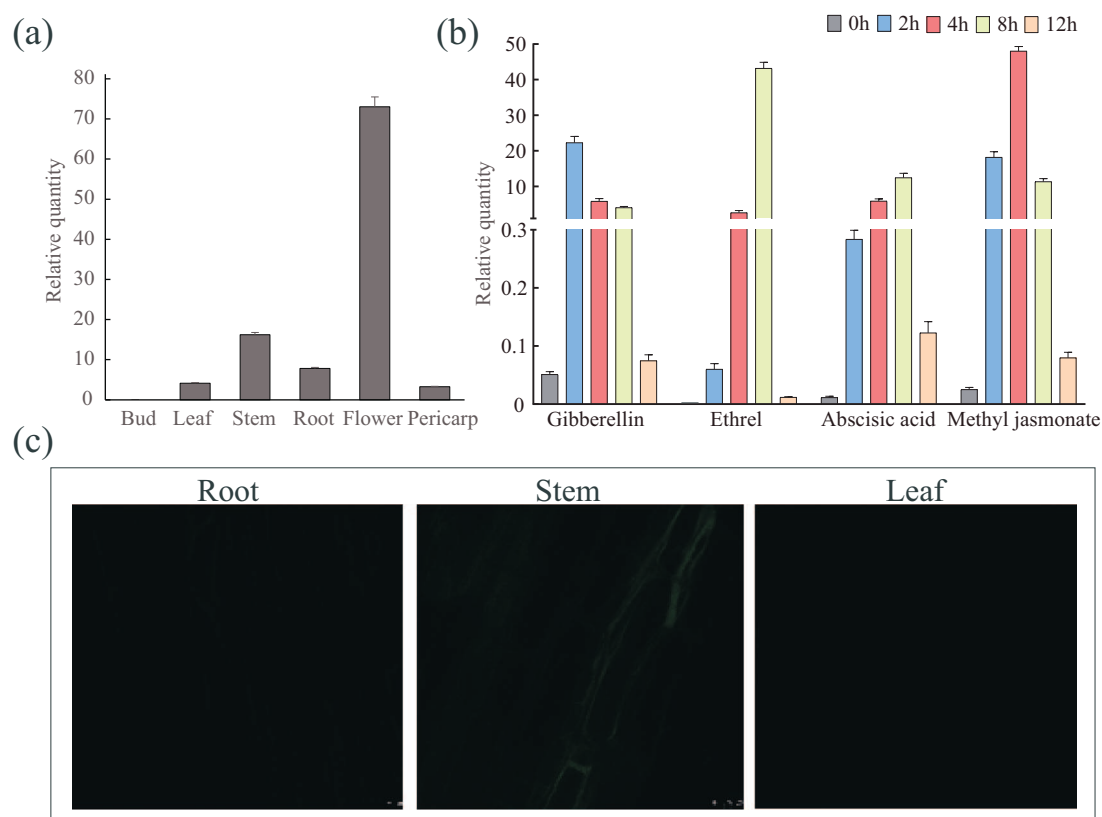 (a)
80
70
60
50
40
30
20
10
0
Relative quantity
Bud Leaf Stem Root Flower Pericarp
(b)
0h 2h 4h 8h 12h
50
40
30
20
10
0.3
0.2
0.1
0
Relative quantity
Gibberellin Ethrel Abscisic acid Methyl jasmonate
(c)
Root Stem Leaf